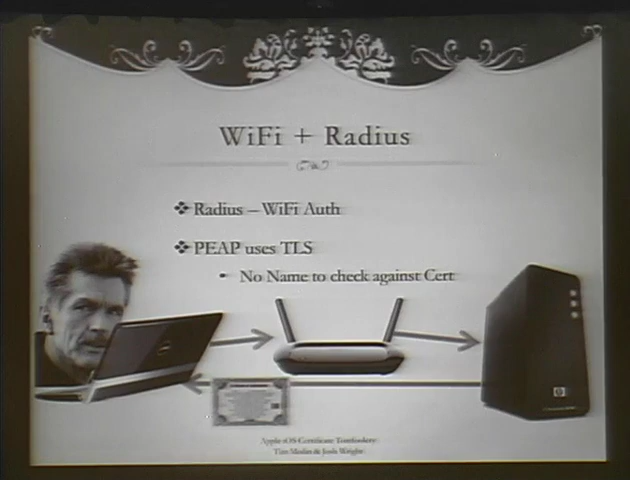 WiFi + Radius
Radius – WiFi Auth
PEAP uses TLS
No Name to check against Cert
Apple iOS Certificate Tomfoolery
Tim Medin & Josh Wright